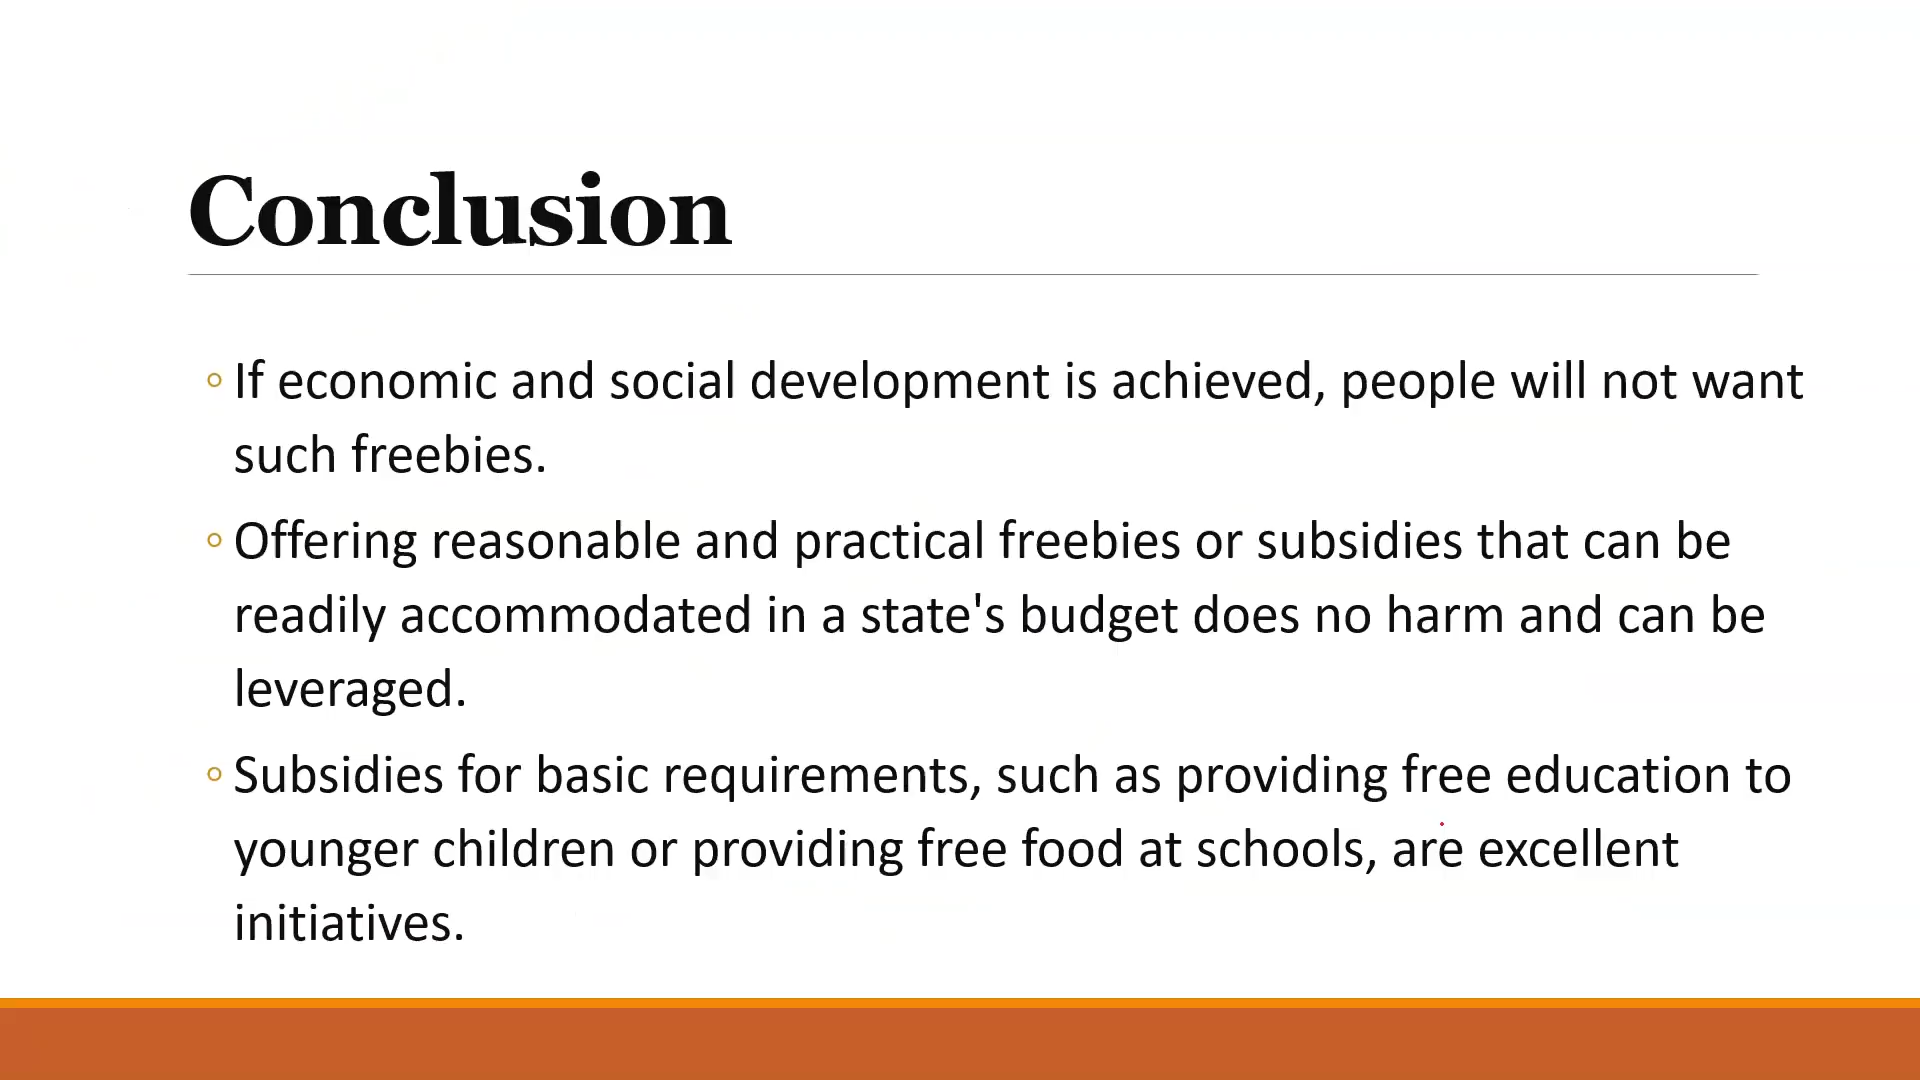 Conclusion
If economic and social development is achieved, people will not want
such freebies.
Offering reasonable and practical freebies or subsidies that can be
readily accommodated in a state's budget does no harm and can be
leveraged.
Subsidies for basic requirements, such as providing free education to
younger children or providing free food at schools, are excellent
initiatives.